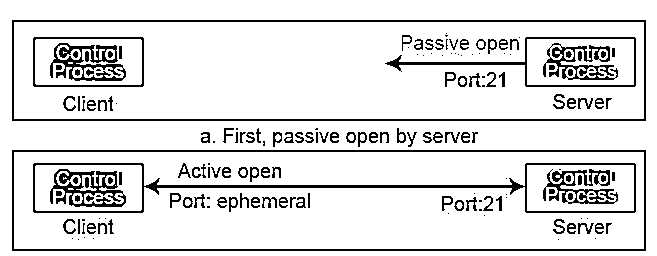 Control Process
Client
Passive open
Port:21
Control Process
Server
a. First, passive open by server
Control Process
Client
Active open
Port: ephemeral
Port:21
Control Process
Server